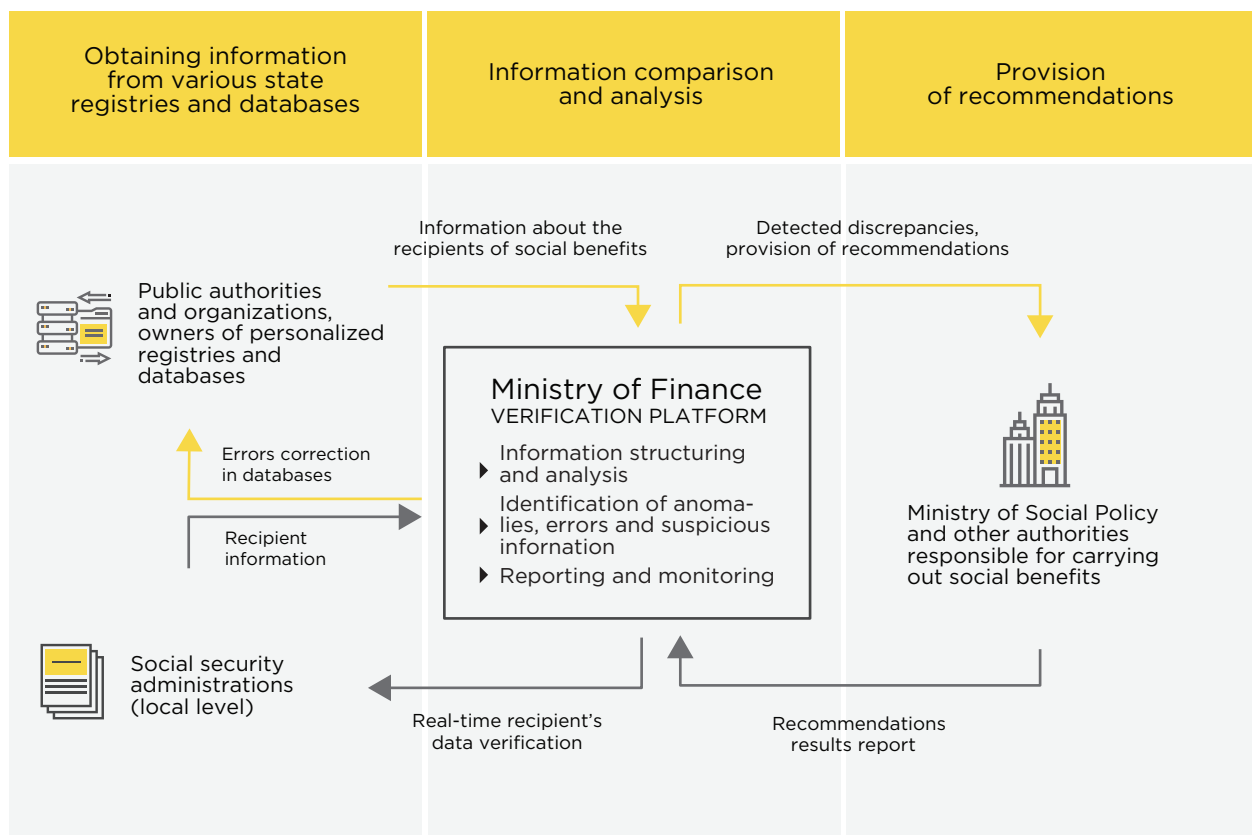 Obtaining information
from various state
registries and databases
Information comparison
and analysis
Provision
of recommendations
Information about the
recipients of social benefits
Detected discrepancies,
provision of recommendations
Public authorities
and organizations,
owners of personalized
registries and
databases
Ministry of Finance
VERIFICATION PLATFORM
Information structuring
and analysis
Identification of anoma-
lies, errors and suspicious
infornation
Reporting and monitoring
Errors correction
in databases
Recipient
information
Ministry of Social Policy
and other authorities
responsible for carrying
out social benefits
Social security
administrations
(local level)
Real-time recipient’s
data verification
Recommendations
results report